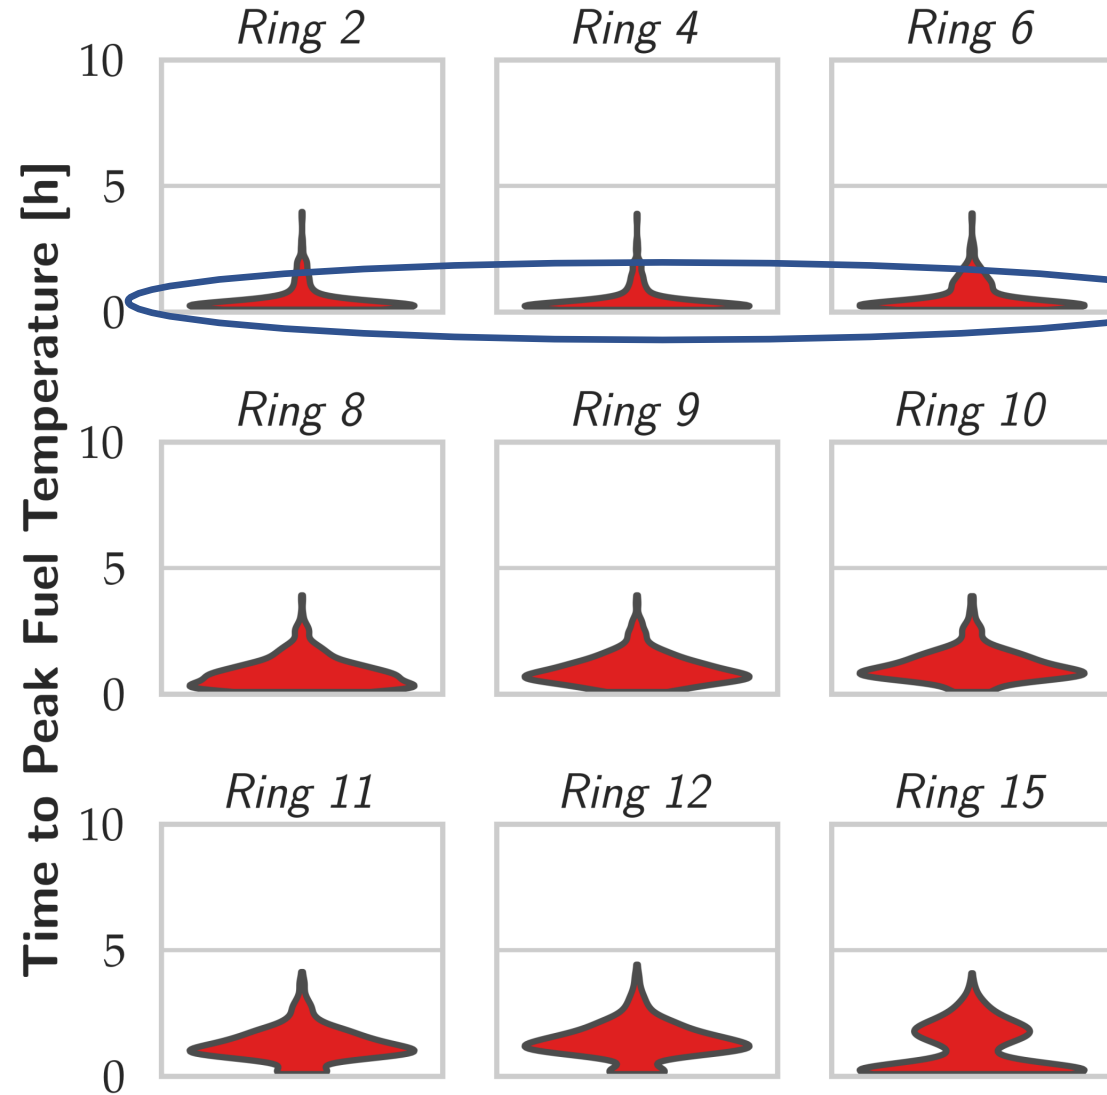 Time to Peak Fuel Temperature [h]
Ring 2
Ring 4
Ring 6
10
5
0
Ring 8
Ring 9
Ring 10
10
5
0
Ring 11
Ring 12
Ring 15
10
5
0